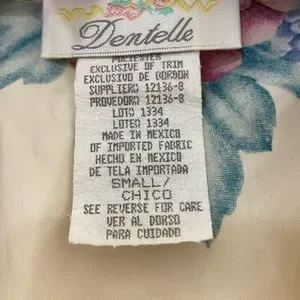 Dentelle
POLIESTER
EXCLUSIVE OF TRIM
EXCLUSIVO DE CORDON
SUPPLIER# 12136-8
PROVEDOR# 12136-8
LOT# 1334
LOTE# 1334
MADE IN MEXICO
OF IMPORTED FABRIC
HECHO EN MEXICO
DE TELA IMPORTADA
SMALL/
CHICO
SEE REVERSE FOR CARE
VER AL DORSO
PARA CUIDADO